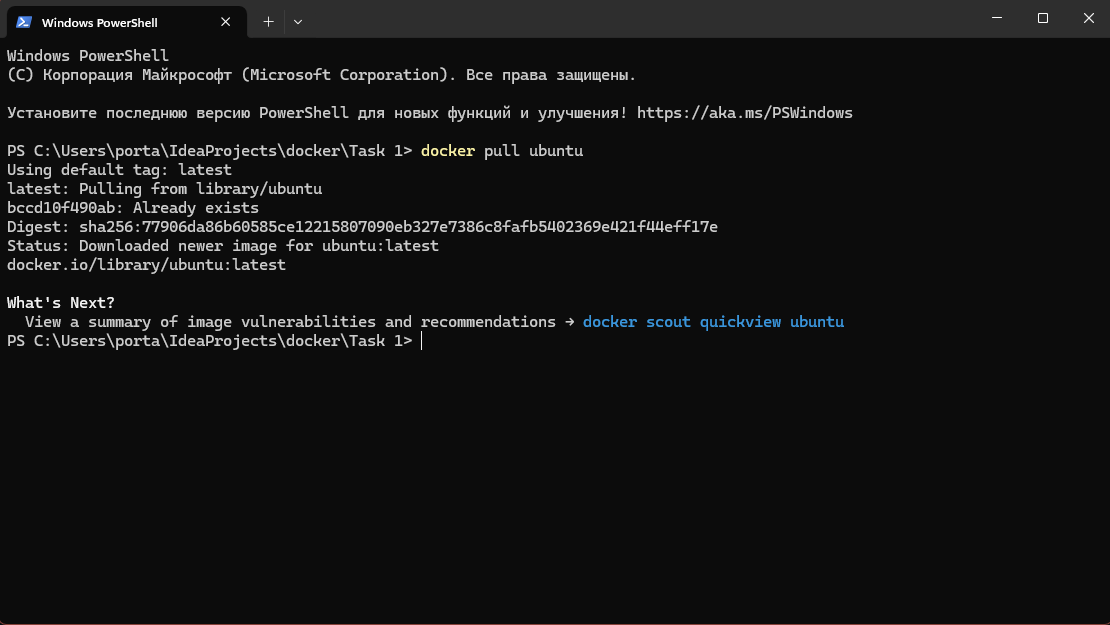 Windows PowerShell
Windows PowerShell
(C) Корпорация Майкрософт (Microsoft Corporation). Все права защищены.
Установите последнюю версию PowerShell для новых функций и улучшения! https://aka.ms/PSWindows
PS C:\Users\porta\IdeaProjects\docker\Task 1> docker pull ubuntu
Using default tag: latest
latest: Pulling from library/ubuntu
bccd10f490ab: Already exists
Digest: sha256:77906da86b60585ce12215807090eb327e7386c8fafb5402369e421f44eff17e
Status: Downloaded newer image for ubuntu:latest
docker.io/library/ubuntu:latest
What's Next?
  View a summary of image vulnerabilities and recommendations → docker scout quickview ubuntu
PS C:\Users\porta\IdeaProjects\docker\Task 1>